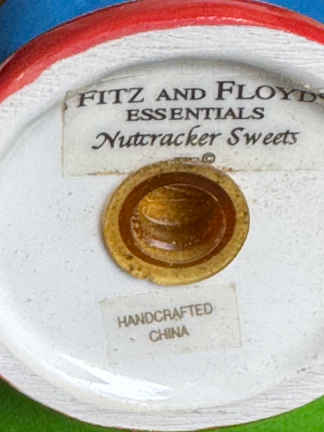 FITZ AND FLOYD
ESSENTIALS
Nutcracker Sweets
©
HANDCRAFTED
CHINA